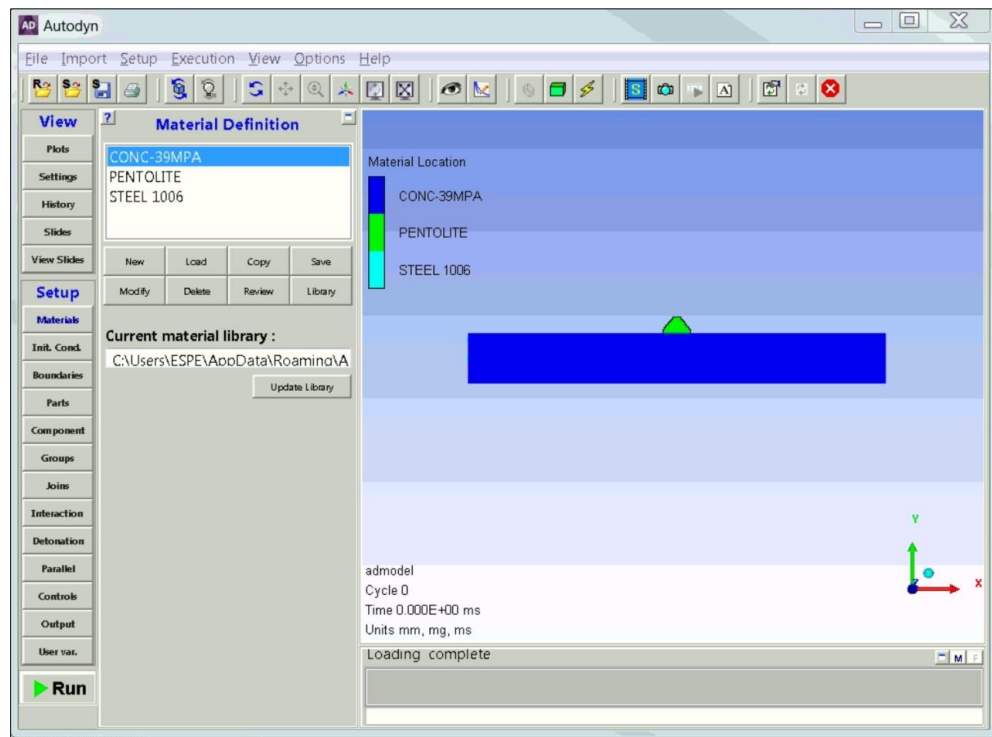 AD Autodyn
File Import Setup Execution View Options Help
View
Plots
Settings
History
Slides
View Slides
Setup
Materials
Init. Cond.
Boundaries
Parts
Component
Groups
Joins
Interaction
Detonation
Parallel
Controls
Output
User var.
Run
? Material Definition
CONC-39MPA
PENTOLITE
STEEL 1006
New Load Copy Save
Modify Delete Review Library
Current material library :
C:\Users\ESPE\AppData\Roaming\A
Update Library
Material Location
CONC-39MPA
PENTOLITE
STEEL 1006
Y
Z
X
admodel
Cycle 0
Time 0.000E+00 ms
Units mm, mg, ms
Loading complete
M F